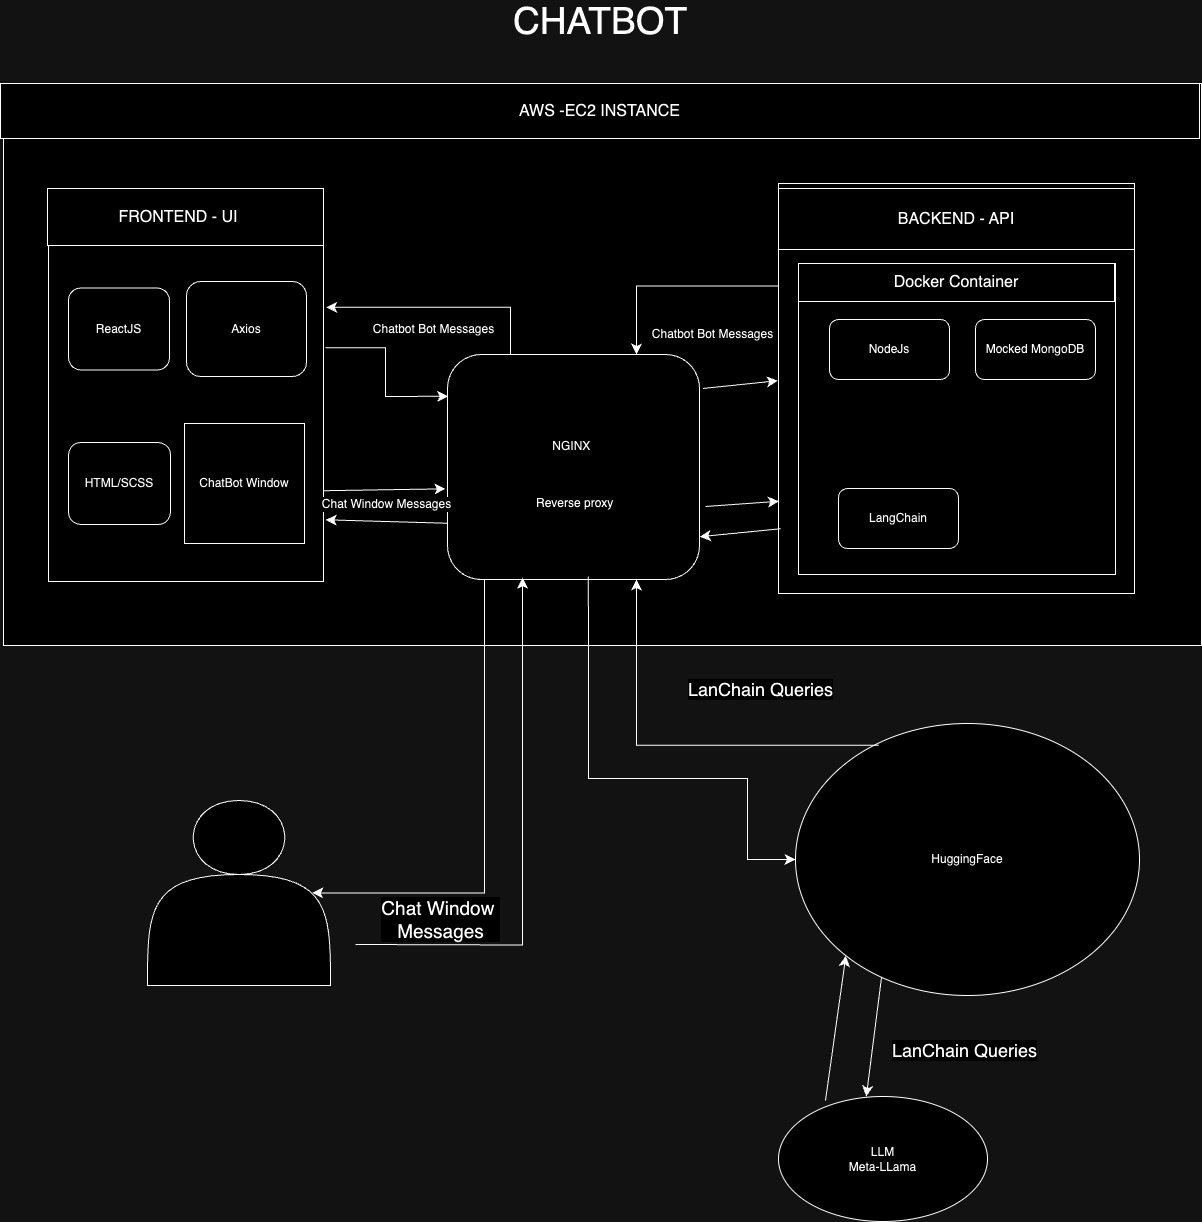 CHATBOT
AWS -EC2 INSTANCE
FRONTEND - UI
BACKEND - API
Docker Container
ReactJS
Axios
Chatbot Bot Messages
Chatbot Bot Messages
NodeJs
Mocked MongoDB
NGINX
Reverse proxy
HTML/SCSS
ChatBot Window
Chat Window Messages
LangChain
LanChain Queries
HuggingFace
Chat Window
Messages
LanChain Queries
LLM
Meta-LLama